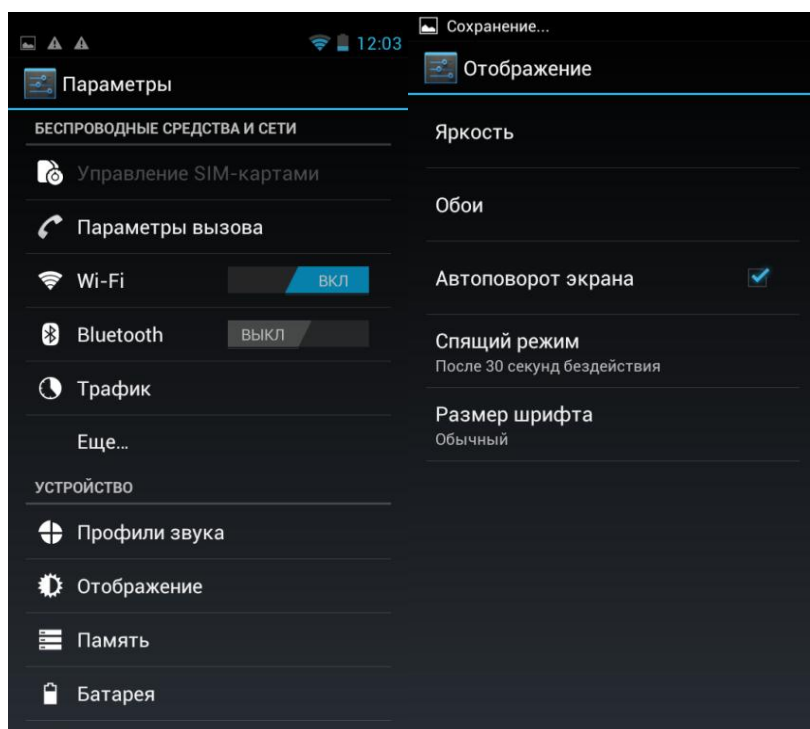 12:03
Параметры
БЕСПРОВОДНЫЕ СРЕДСТВА И СЕТИ
Управление SIM-картами
Параметры вызова
Wi-Fi
ВКЛ
Bluetooth
ВЫКЛ
Трафик
Еще...
УСТРОЙСТВО
Профили звука
Отображение
Память
Батарея
Сохранение...
Отображение
Яркость
Обои
Автоповорот экрана
Спящий режим
После 30 секунд бездействия
Размер шрифта
Обычный